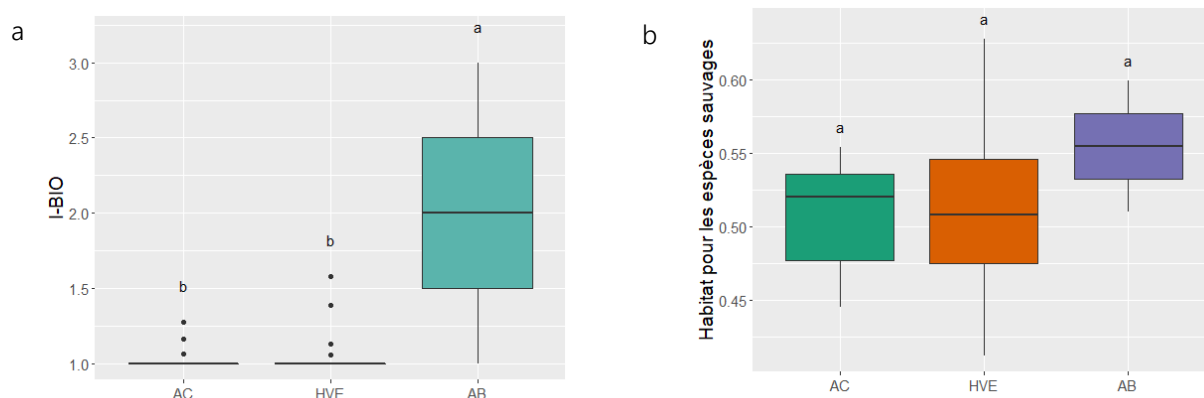 a
I-BIO
3.0
2.5
2.0
1.5
1.0
b
b
a
AC
HVE
AB
b
Habitat pour les espèces sauvages
0.60
0.55
0.50
0.45
a
a
a
AC
HVE
AB